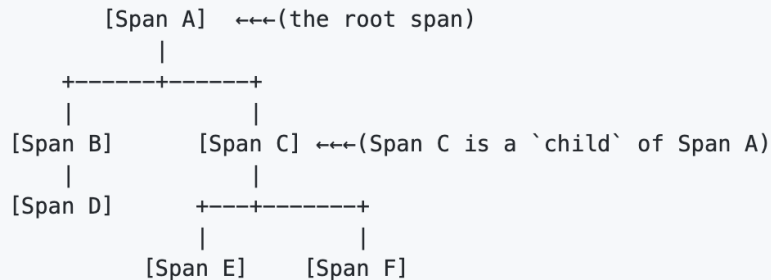 [Span A] ←←←(the root span)
|
+------+------+
| |
[Span B] [Span C] ←←←(Span C is a `child` of Span A)
| |
[Span D] +---+-------+
| |
[Span E] [Span F]